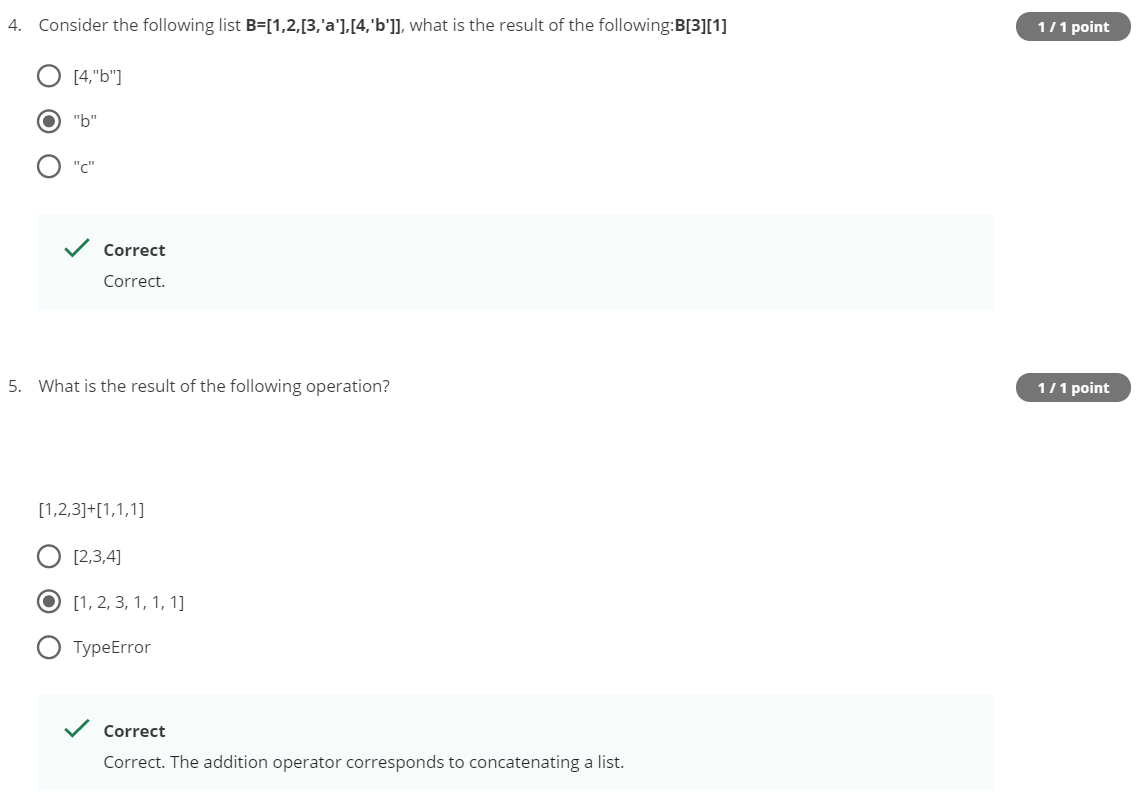 4. Consider the following list B=[1,2,[3,'a'],[4,'b']], what is the result of the following:B[3][1]
1 / 1 point
[4,"b"]
"b"
"c"
Correct
Correct.
5. What is the result of the following operation?
1 / 1 point
[1,2,3]+[1,1,1]
[2,3,4]
[1, 2, 3, 1, 1, 1]
TypeError
Correct
Correct. The addition operator corresponds to concatenating a list.